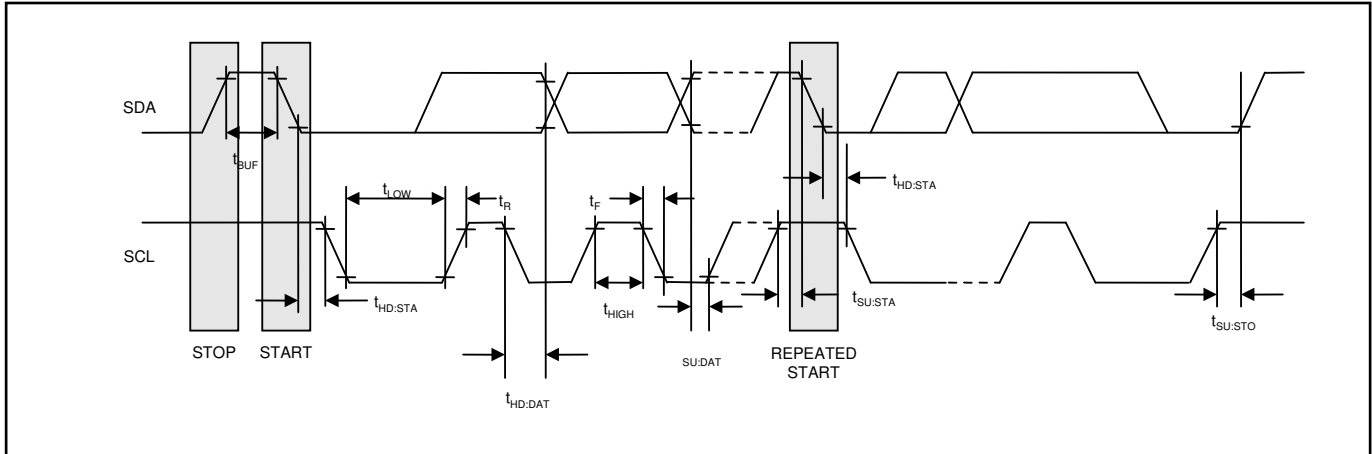 SDA
tBUF
tLOW
tR
tF
tHD:STA
SCL
tHD:STA
tHIGH
tSU:STA
tSU:STO
STOP
START
SU:DAT
REPEATED
START
tHD:DAT